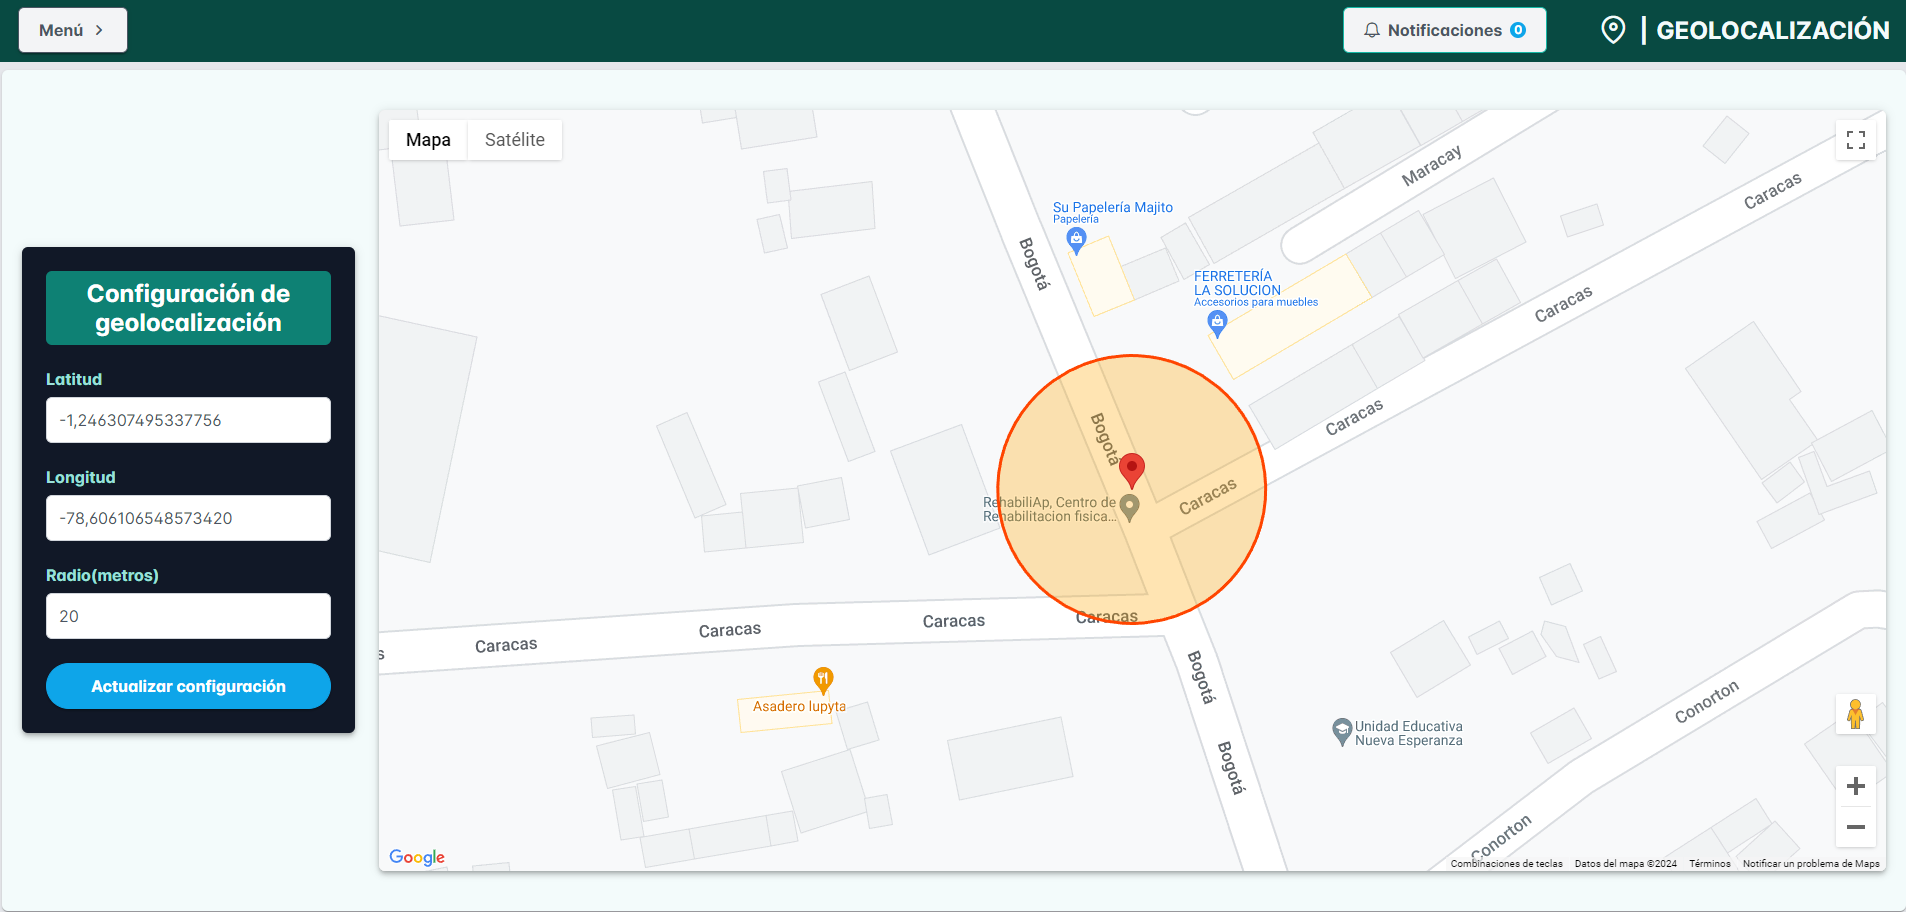 Menú
Notificaciones 0
GEOLOCALIZACIÓN
Configuración de
geolocalización
Latitud
-1,246307495337756
Longitud
-78,606106548573420
Radio(metros)
20
Actualizar configuración
Mapa
Satélite
Maracay
Caracas
Su Papelería Majito
Papelería
Bogotá
FERRETERÍA
LA SOLUCION
Accesorios para muebles
Caracas
Caracas
Bogotá
Caracas
RehabiliAp, Centro de
Rehabilitacion fisica...
Caracas
Caracas
Caracas
Caracas
s
Bogotá
Asadero lupyta
Conorton
Unidad Educativa
Nueva Esperanza
Bogotá
Conorton
Google
Combinaciones de teclas
Datos del mapa ©2024
Términos
Notificar un problema de Maps